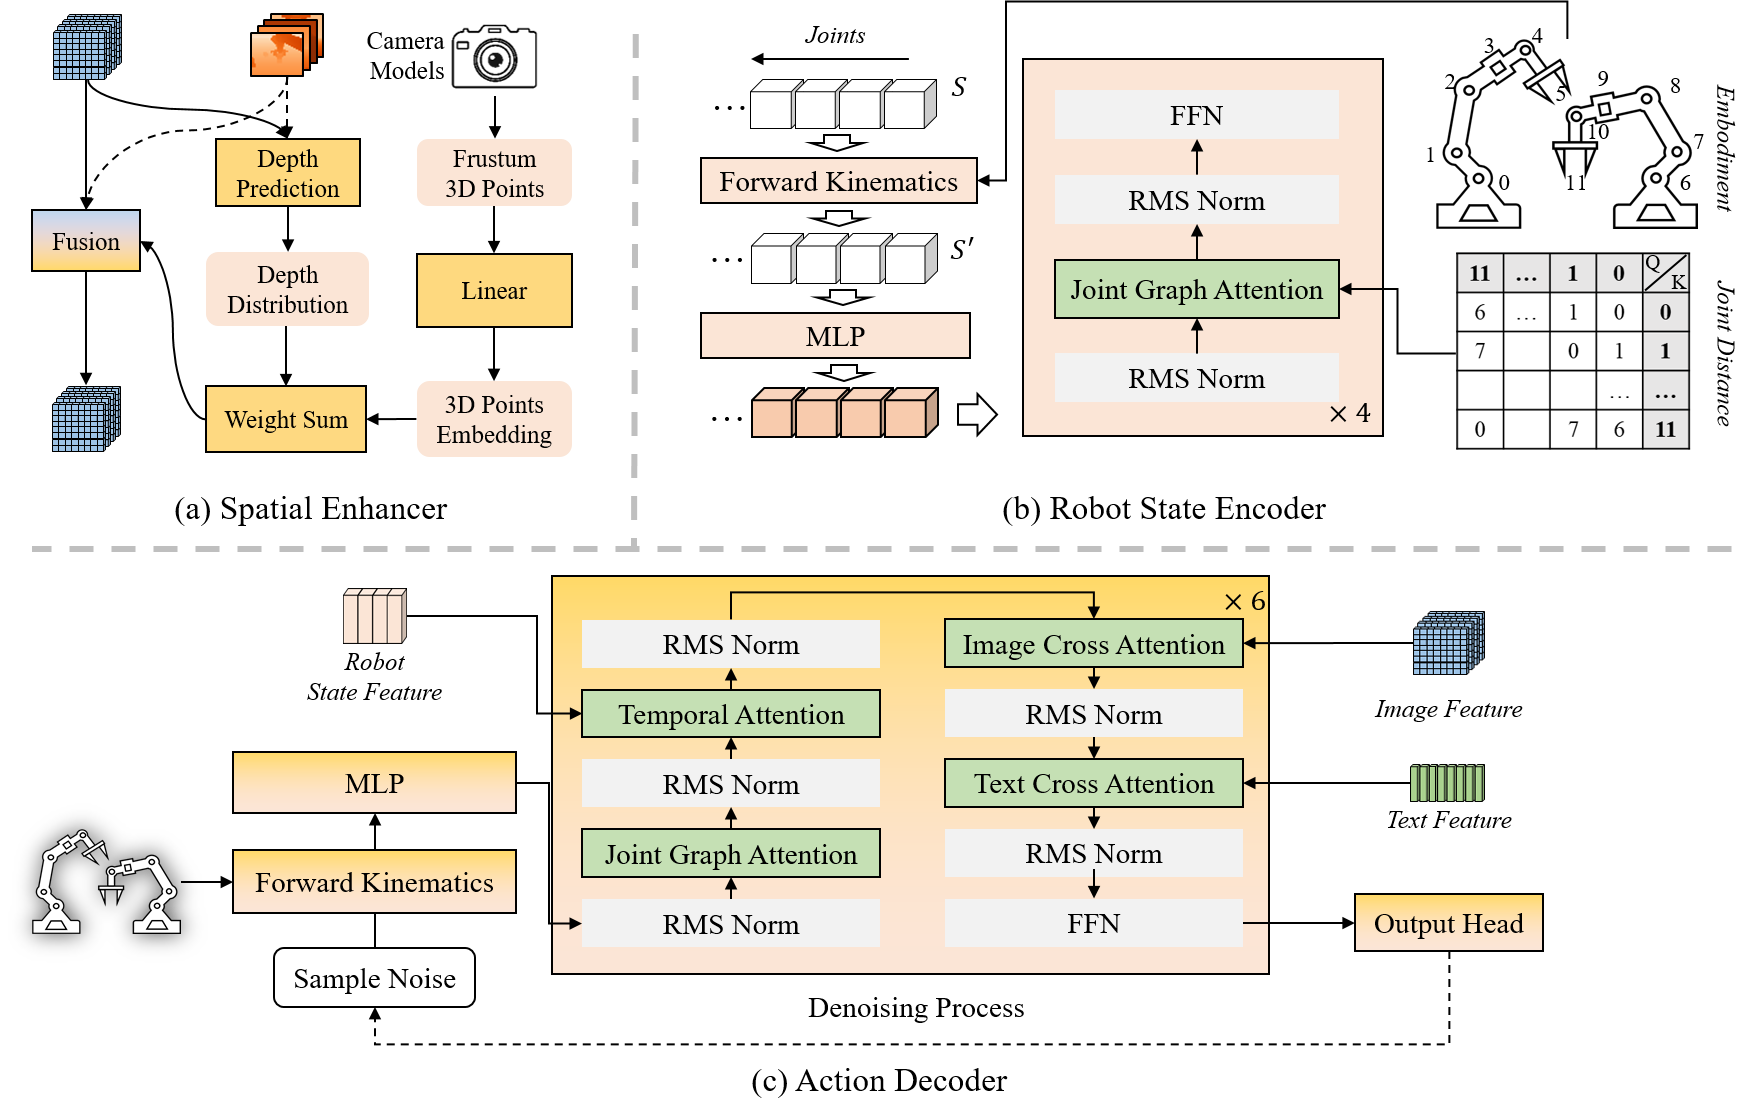 Camera
Models
Depth
Prediction
Frustum
3D Points
Fusion
Depth
Distribution
Linear
Weight Sum
3D Points
Embedding
(a) Spatial Enhancer
Joints
... S
Forward Kinematics
... S′
MLP
...
FFN
RMS Norm
Joint Graph Attention
RMS Norm
× 4
0
1
2
3
4
5
6
7
8
9
10
11
Embodiment
11 ... 1 0 Q/K
6 ... 1 0 0
7 0 1 1
... ...
0 7 6 11
Joint Distance
(b) Robot State Encoder
Robot
State Feature
MLP
Forward Kinematics
Sample Noise
RMS Norm
Temporal Attention
RMS Norm
Joint Graph Attention
RMS Norm
× 6
Image Cross Attention
RMS Norm
Text Cross Attention
RMS Norm
FFN
Image Feature
Text Feature
Output Head
Denoising Process
(c) Action Decoder